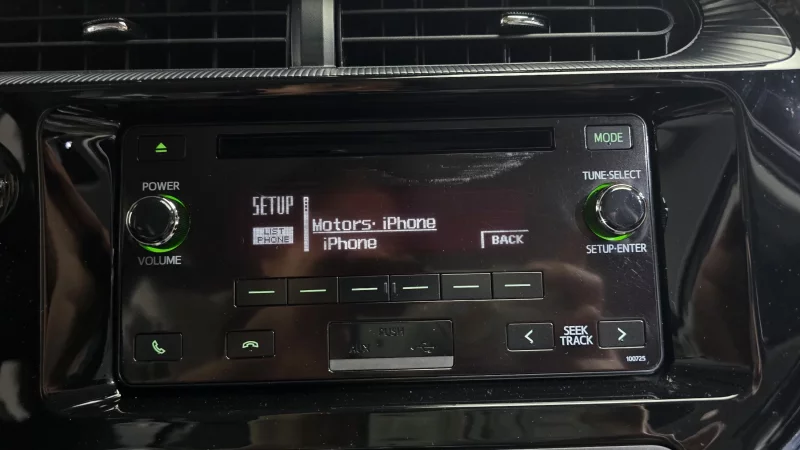 MODE
POWER
VOLUME
SETUP
LIST
PHONE
Motors· iPhone
iPhone
BACK
TUNE·SELECT
SETUP·ENTER
PUSH
AUX
SEEK
TRACK
100725